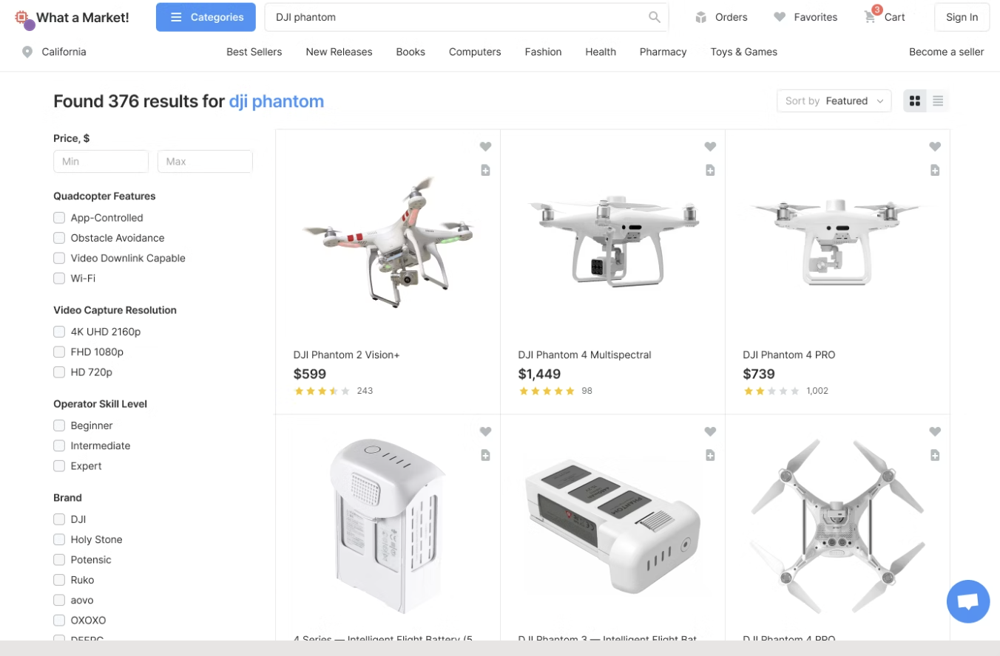 What a Market!
Categories
DJI phantom
Orders
Favorites
3
Cart
Sign In
California
Best Sellers
New Releases
Books
Computers
Fashion
Health
Pharmacy
Toys & Games
Become a seller
Found 376 results for dji phantom
Sort by Featured
Price, $
Min
Max
Quadcopter Features
App-Controlled
Obstacle Avoidance
Video Downlink Capable
Wi-Fi
Video Capture Resolution
4K UHD 2160p
FHD 1080p
HD 720p
Operator Skill Level
Beginner
Intermediate
Expert
Brand
DJI
Holy Stone
Potensic
Ruko
aovo
OXOXO
DJI Phantom 2 Vision+
$599
243
DJI Phantom 4 Multispectral
$1,449
98
DJI Phantom 4 PRO
$739
1,002
PHANTOM
4 Series — Intelligent Flight Battery (5
DJI Phantom 3 — Intelligent Flight Bat
DJI Phantom 4 PRO